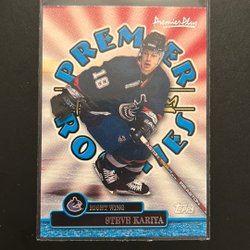 Premier Plus
PREMIER
18
ROOKIES
RIGHT WING
STEVE KARIYA
Topps